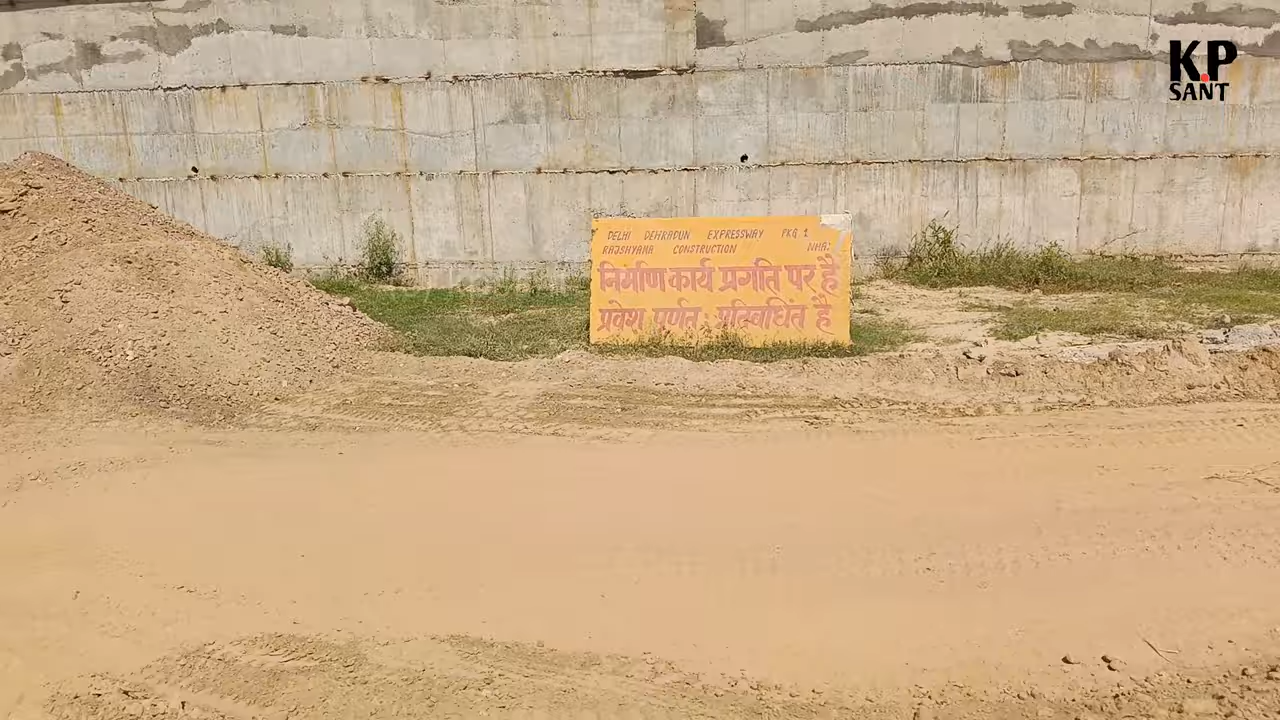 K.P
SANT
DELHI DEHRADUN EXPRESSWAY PKG 1
RAJSHYAMA CONSTRUCTION NHAI
निर्माण कार्य प्रगति पर है
प्रवेश पूर्णत: प्रतिबंधित है